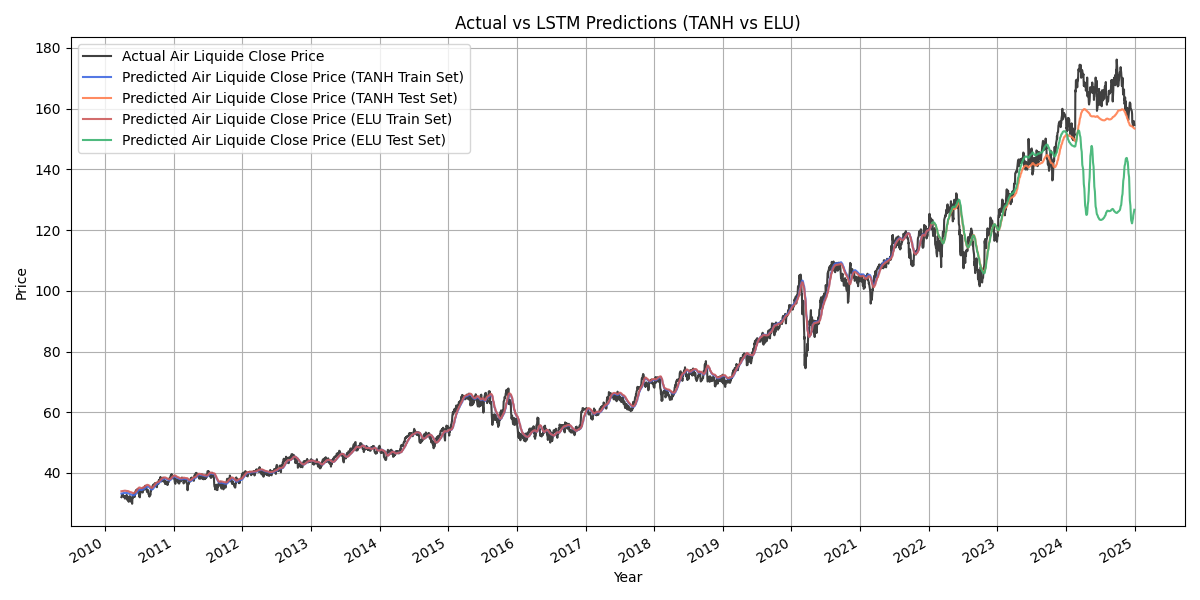 Actual vs LSTM Predictions (TANH vs ELU)
Actual Air Liquide Close Price
Predicted Air Liquide Close Price (TANH Train Set)
Predicted Air Liquide Close Price (TANH Test Set)
Predicted Air Liquide Close Price (ELU Train Set)
Predicted Air Liquide Close Price (ELU Test Set)
180
160
140
120
100
80
60
40
Price
2010 2011 2012 2013 2014 2015 2016 2017 2018 2019 2020 2021 2022 2023 2024 2025
Year